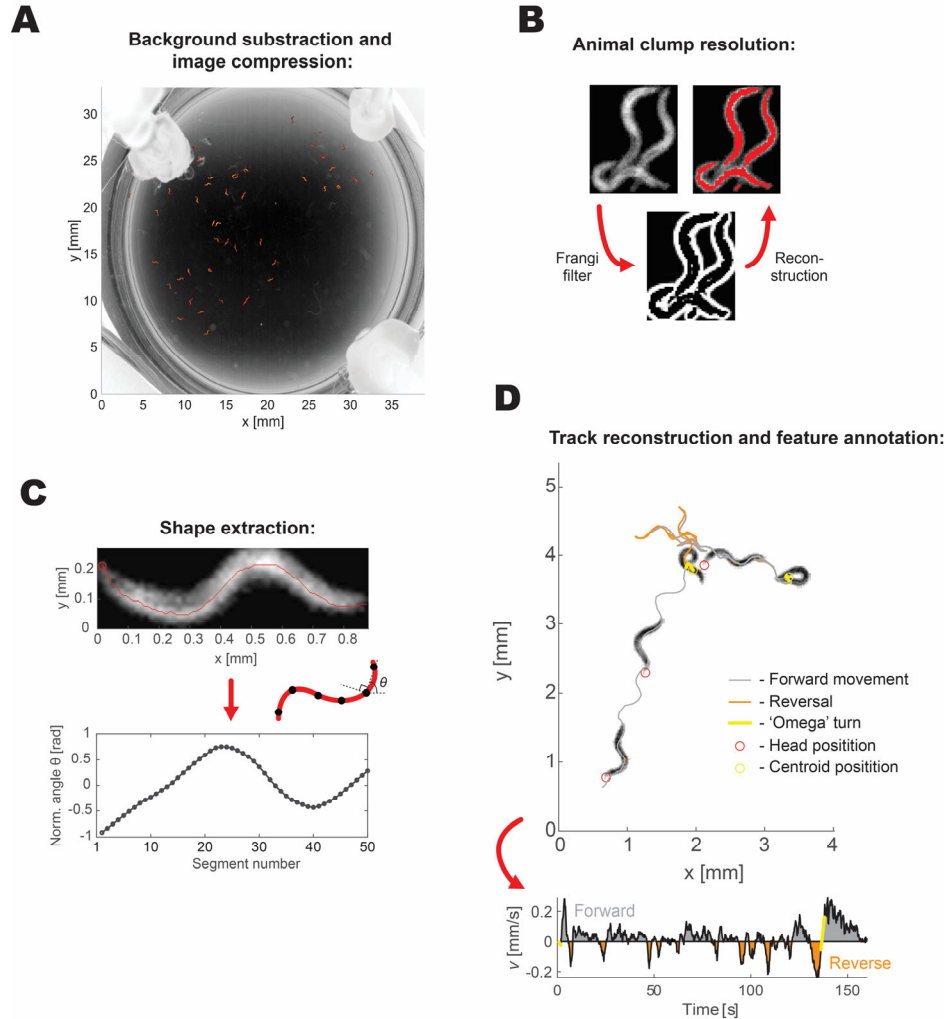 A
Background substraction and
image compression:
y [mm]
30
25
20
15
10
5
0
0 5 10 15 20 25 30 35
x [mm]
B
Animal clump resolution:
Frangi
filter
Recon-
struction
C
Shape extraction:
y [mm]
0.2
0.1
0
0 0.1 0.2 0.3 0.4 0.5 0.6 0.7 0.8
x [mm]
θ
Norm. angle θ [rad]
1
0.5
0
-0.5
-1
1 10 20 30 40 50
Segment number
D
Track reconstruction and feature annotation:
y [mm]
5
4
3
2
1
0
0 1 2 3 4
x [mm]
- Forward movement
- Reversal
- ‘Omega’ turn
- Head positition
- Centroid positition
v [mm/s]
0.2
0
-0.2
Forward
Reverse
0 50 100 150
Time [s]